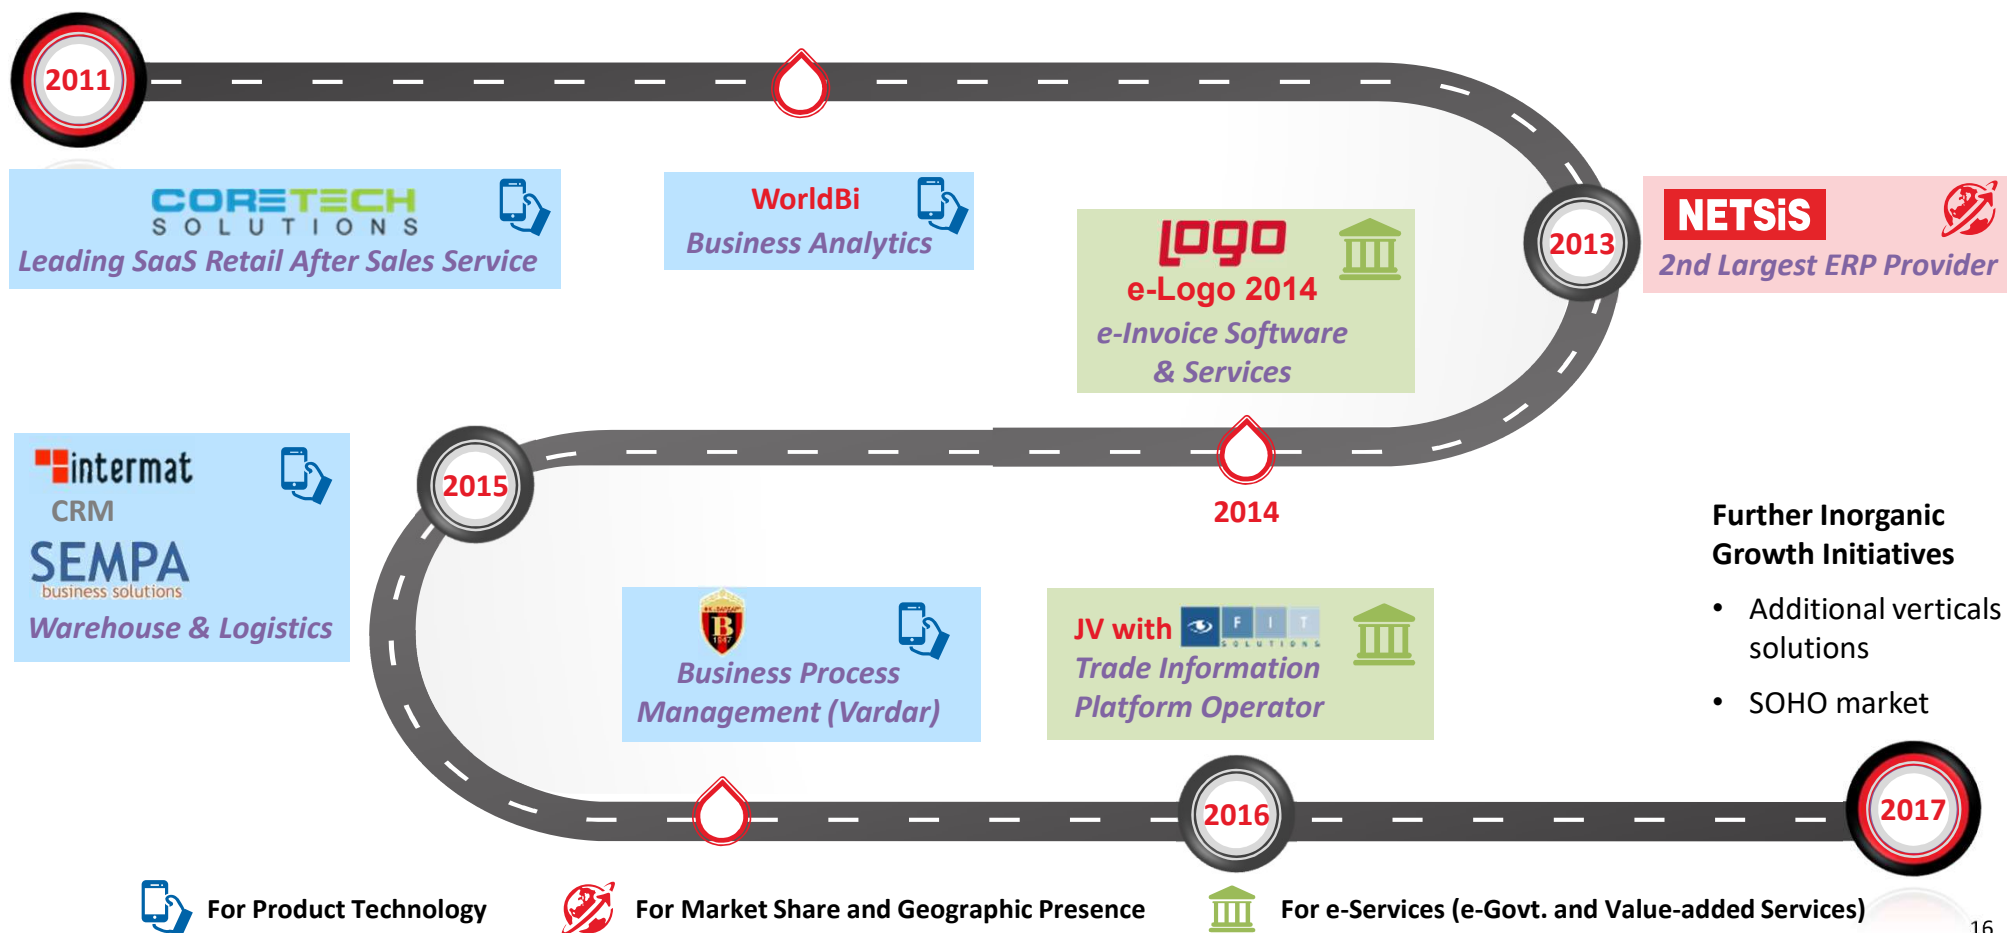 2011
CORETECH
SOLUTIONS
Leading SaaS Retail After Sales Service
WorldBi
Business Analytics
LOGO
e-Logo 2014
e-Invoice Software
& Services
2013
NETSiS
2nd Largest ERP Provider
intermat
CRM
SEMPA
business solutions
Warehouse & Logistics
2015
2014
Further Inorganic
Growth Initiatives
• Additional verticals
solutions
• SOHO market
B
1947
Business Process
Management (Vardar)
JV with FIT
SOLUTIONS
Trade Information
Platform Operator
2016
2017
For Product Technology
For Market Share and Geographic Presence
For e-Services (e-Govt. and Value-added Services)
16